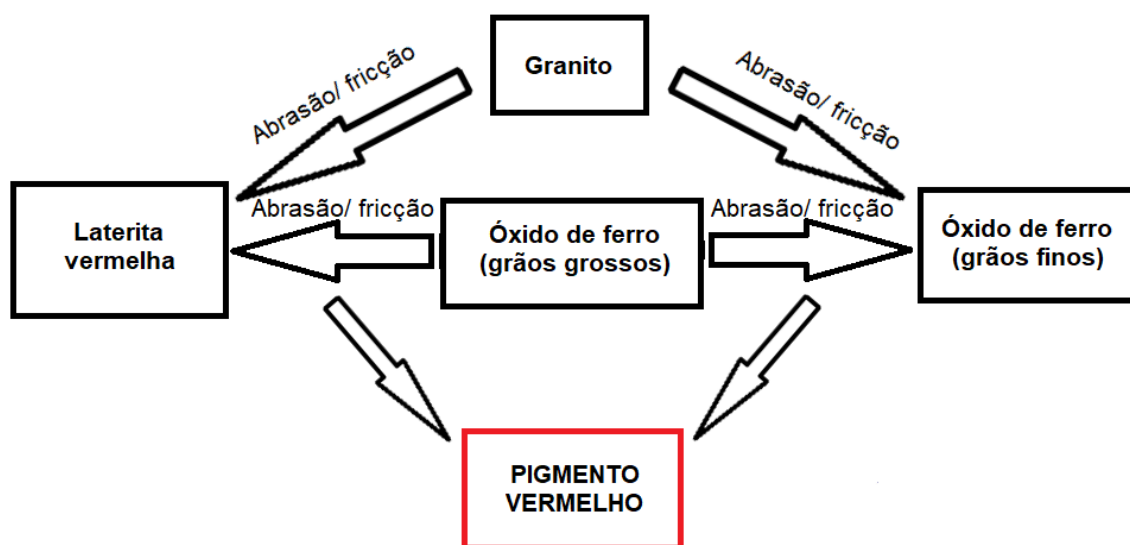 Granito
Abrasão/ fricção
Abrasão/ fricção
Laterita
vermelha
Abrasão/ fricção
Óxido de ferro
(grãos grossos)
Abrasão/ fricção
Óxido de ferro
(grãos finos)
PIGMENTO
VERMELHO